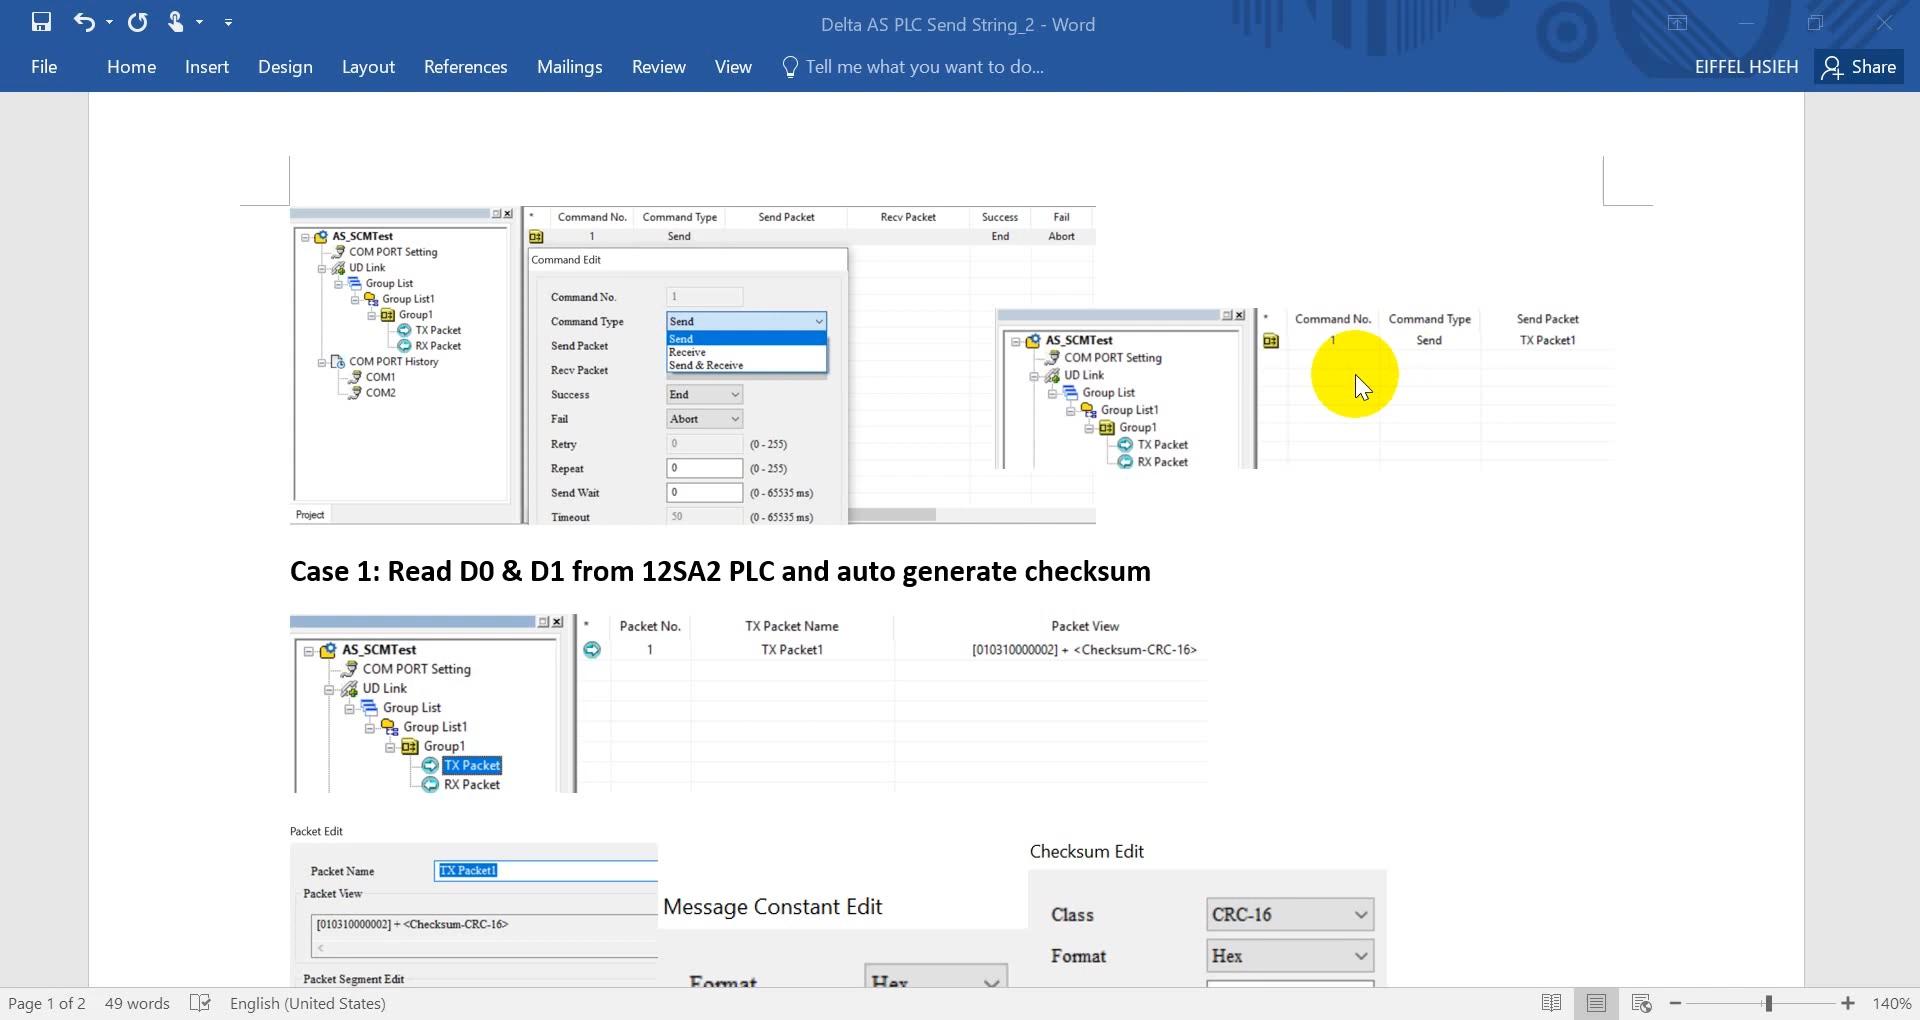 Delta AS PLC Send String_2 - Word
File Home Insert Design Layout References Mailings Review View Tell me what you want to do... EIFFEL HSIEH Share
* Command No. Command Type Send Packet Recv Packet Success Fail
1 Send End Abort
AS_SCMTest
COM PORT Setting
UD Link
Group List
Group List1
Group1
TX Packet
RX Packet
COM PORT History
COM1
COM2
Project
Command Edit
Command No. 1
Command Type Send
Send
Receive
Send & Receive
Send Packet
Recv Packet
Success End
Fail Abort
Retry 0 (0 - 255)
Repeat 0 (0 - 255)
Send Wait 0 (0 - 65535 ms)
Timeout 50 (0 - 65535 ms)
AS_SCMTest
COM PORT Setting
UD Link
Group List
Group List1
Group1
TX Packet
RX Packet
* Command No. Command Type Send Packet
1 Send TX Packet1
Case 1: Read D0 & D1 from 12SA2 PLC and auto generate checksum
AS_SCMTest
COM PORT Setting
UD Link
Group List
Group List1
Group1
TX Packet
RX Packet
* Packet No. TX Packet Name Packet View
1 TX Packet1 [010310000002] + <Checksum-CRC-16>
Packet Edit
Packet Name TX Packet1
Packet View
[010310000002] + <Checksum-CRC-16>
Packet Segment Edit
Message Constant Edit
Format Hex
Checksum Edit
Class CRC-16
Format Hex
Page 1 of 2 49 words English (United States) 140%